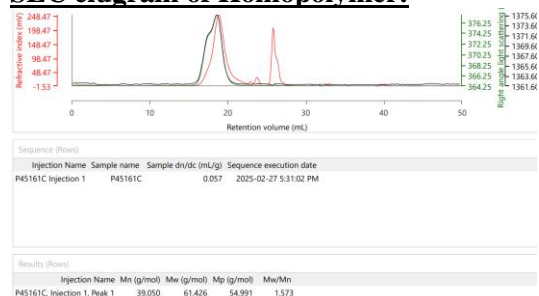 SEC elugram of Homopolymer:
Refractive index (mV)
248.47
198.47
148.47
98.47
48.47
-1.53
376.25
374.25
372.25
370.25
368.25
366.25
364.25
Right angle light scattering (
1375.60
1373.60
1371.60
1369.60
1367.60
1365.60
1363.60
1361.60
0 10 20 30 40 50
Retention volume (mL)
Sequence (Rows)
Injection Name Sample name Sample dn/dc (mL/g) Sequence execution date
P45161C Injection 1 P45161C 0.057 2025-02-27 5:31:02 PM
Results (Rows)
Injection Name Mn (g/mol) Mw (g/mol) Mp (g/mol) Mw/Mn
P45161C, Injection 1, Peak 1 39,050 61,426 54,991 1.573